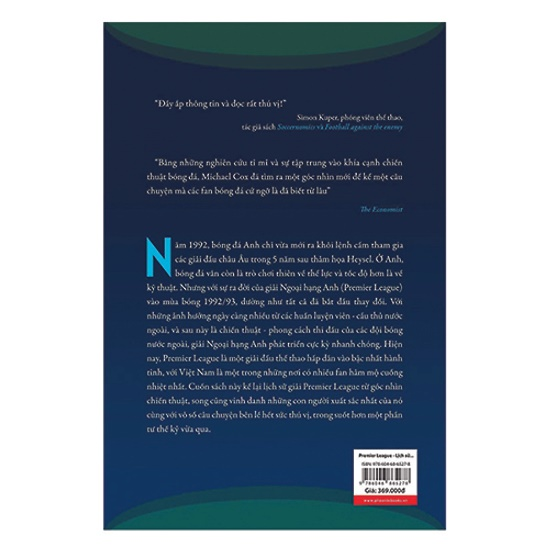 "Đầy ắp thông tin và đọc rất thú vị!"
Simon Kuper, phóng viên thể thao,
tác giả sách Soccernomics và Football against the enemy
"Bằng những nghiên cứu tỉ mỉ và sự tập trung vào khía cạnh chiến
thuật bóng đá, Michael Cox đã tìm ra một góc nhìn mới để kể một câu
chuyện mà các fan bóng đá cứ ngỡ là đã biết từ lâu"
The Economist
Năm 1992, bóng đá Anh chỉ vừa mới ra khỏi lệnh cấm tham gia
các giải đấu châu Âu trong 5 năm sau thảm họa Heysel. Ở Anh,
bóng đá vẫn còn là trò chơi thiên về thể lực và tốc độ hơn là về
kỹ thuật. Nhưng với sự ra đời của giải Ngoại hạng Anh (Premier League)
vào mùa bóng 1992/93, dường như tất cả đã bắt đầu thay đổi. Với
những ảnh hưởng ngày càng nhiều từ các huấn luyện viên - cầu thủ nước
ngoài, và sau này là chiến thuật - phong cách thi đấu của các đội bóng
nước ngoài, giải Ngoại hạng Anh phát triển cực kỳ nhanh chóng. Hiện
nay, Premier League là một giải đấu thể thao hấp dẫn vào bậc nhất hành
tinh, với Việt Nam là một trong những nơi có nhiều fan hâm mộ cuồng
nhiệt nhất. Cuốn sách này kể lại lịch sử giải Premier League từ góc nhìn
chiến thuật, song cũng vinh danh những con người xuất sắc nhất của nó
cùng với vô số câu chuyện bên lề hết sức thú vị, trong suốt hơn một phần
tư thế kỷ vừa qua.
Premier League - Lịch sử...
ISBN: 978-604-68-6627-8
9786046866278
Giá: 369.000đ